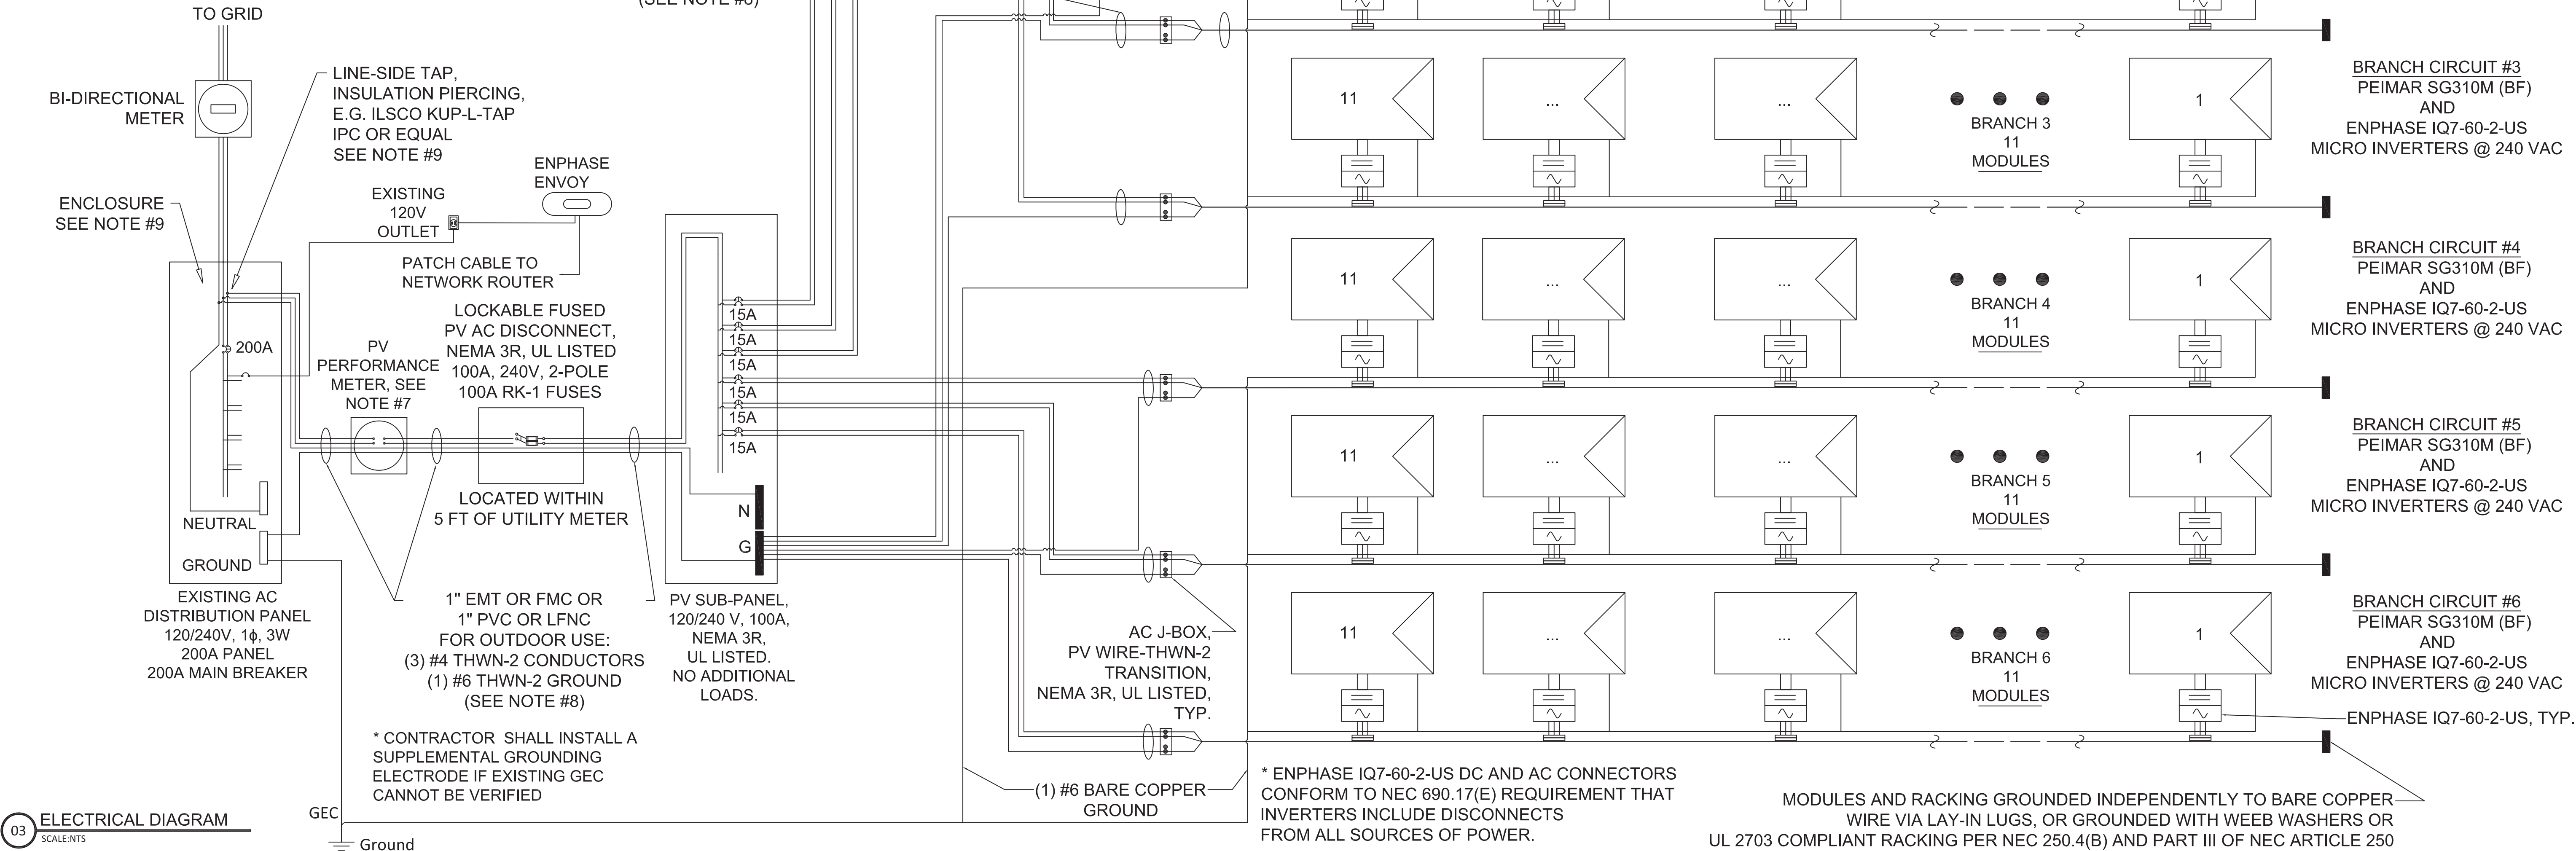 (SEE NOTE #8)
TO GRID
BI-DIRECTIONAL
METER
LINE-SIDE TAP,
INSULATION PIERCING,
E.G. ILSCO KUP-L-TAP
IPC OR EQUAL
SEE NOTE #9
ENCLOSURE
SEE NOTE #9
EXISTING
120V
OUTLET
ENPHASE
ENVOY
PATCH CABLE TO
NETWORK ROUTER
200A
PV
PERFORMANCE
METER, SEE
NOTE #7
LOCKABLE FUSED
PV AC DISCONNECT,
NEMA 3R, UL LISTED
100A, 240V, 2-POLE
100A RK-1 FUSES
LOCATED WITHIN
5 FT OF UTILITY METER
NEUTRAL
GROUND
EXISTING AC
DISTRIBUTION PANEL
120/240V, 1ϕ, 3W
200A PANEL
200A MAIN BREAKER
1" EMT OR FMC OR
1" PVC OR LFNC
FOR OUTDOOR USE:
(3) #4 THWN-2 CONDUCTORS
(1) #6 THWN-2 GROUND
(SEE NOTE #8)
* CONTRACTOR SHALL INSTALL A
SUPPLEMENTAL GROUNDING
ELECTRODE IF EXISTING GEC
CANNOT BE VERIFIED
GEC
Ground
03
ELECTRICAL DIAGRAM
SCALE:NTS
15A
15A
15A
15A
15A
15A
N
G
PV SUB-PANEL,
120/240 V, 100A,
NEMA 3R,
UL LISTED.
NO ADDITIONAL
LOADS.
AC J-BOX,
PV WIRE-THWN-2
TRANSITION,
NEMA 3R, UL LISTED,
TYP.
(1) #6 BARE COPPER
GROUND
11
...
...
BRANCH 3
11
MODULES
1
BRANCH CIRCUIT #3
PEIMAR SG310M (BF)
AND
ENPHASE IQ7-60-2-US
MICRO INVERTERS @ 240 VAC
11
...
...
BRANCH 4
11
MODULES
1
BRANCH CIRCUIT #4
PEIMAR SG310M (BF)
AND
ENPHASE IQ7-60-2-US
MICRO INVERTERS @ 240 VAC
11
...
...
BRANCH 5
11
MODULES
1
BRANCH CIRCUIT #5
PEIMAR SG310M (BF)
AND
ENPHASE IQ7-60-2-US
MICRO INVERTERS @ 240 VAC
11
...
...
BRANCH 6
11
MODULES
1
BRANCH CIRCUIT #6
PEIMAR SG310M (BF)
AND
ENPHASE IQ7-60-2-US
MICRO INVERTERS @ 240 VAC
ENPHASE IQ7-60-2-US, TYP.
* ENPHASE IQ7-60-2-US DC AND AC CONNECTORS
CONFORM TO NEC 690.17(E) REQUIREMENT THAT
INVERTERS INCLUDE DISCONNECTS
FROM ALL SOURCES OF POWER.
MODULES AND RACKING GROUNDED INDEPENDENTLY TO BARE COPPER
WIRE VIA LAY-IN LUGS, OR GROUNDED WITH WEEB WASHERS OR
UL 2703 COMPLIANT RACKING PER NEC 250.4(B) AND PART III OF NEC ARTICLE 250